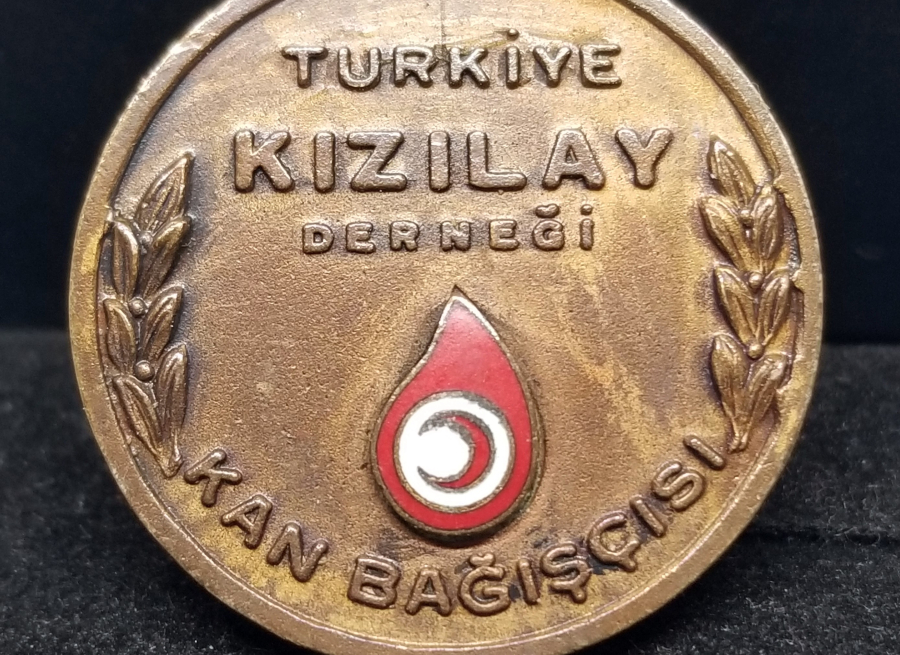 TURKİYE
KIZILAY
DERNEĞİ
KAN BAĞIŞÇISI